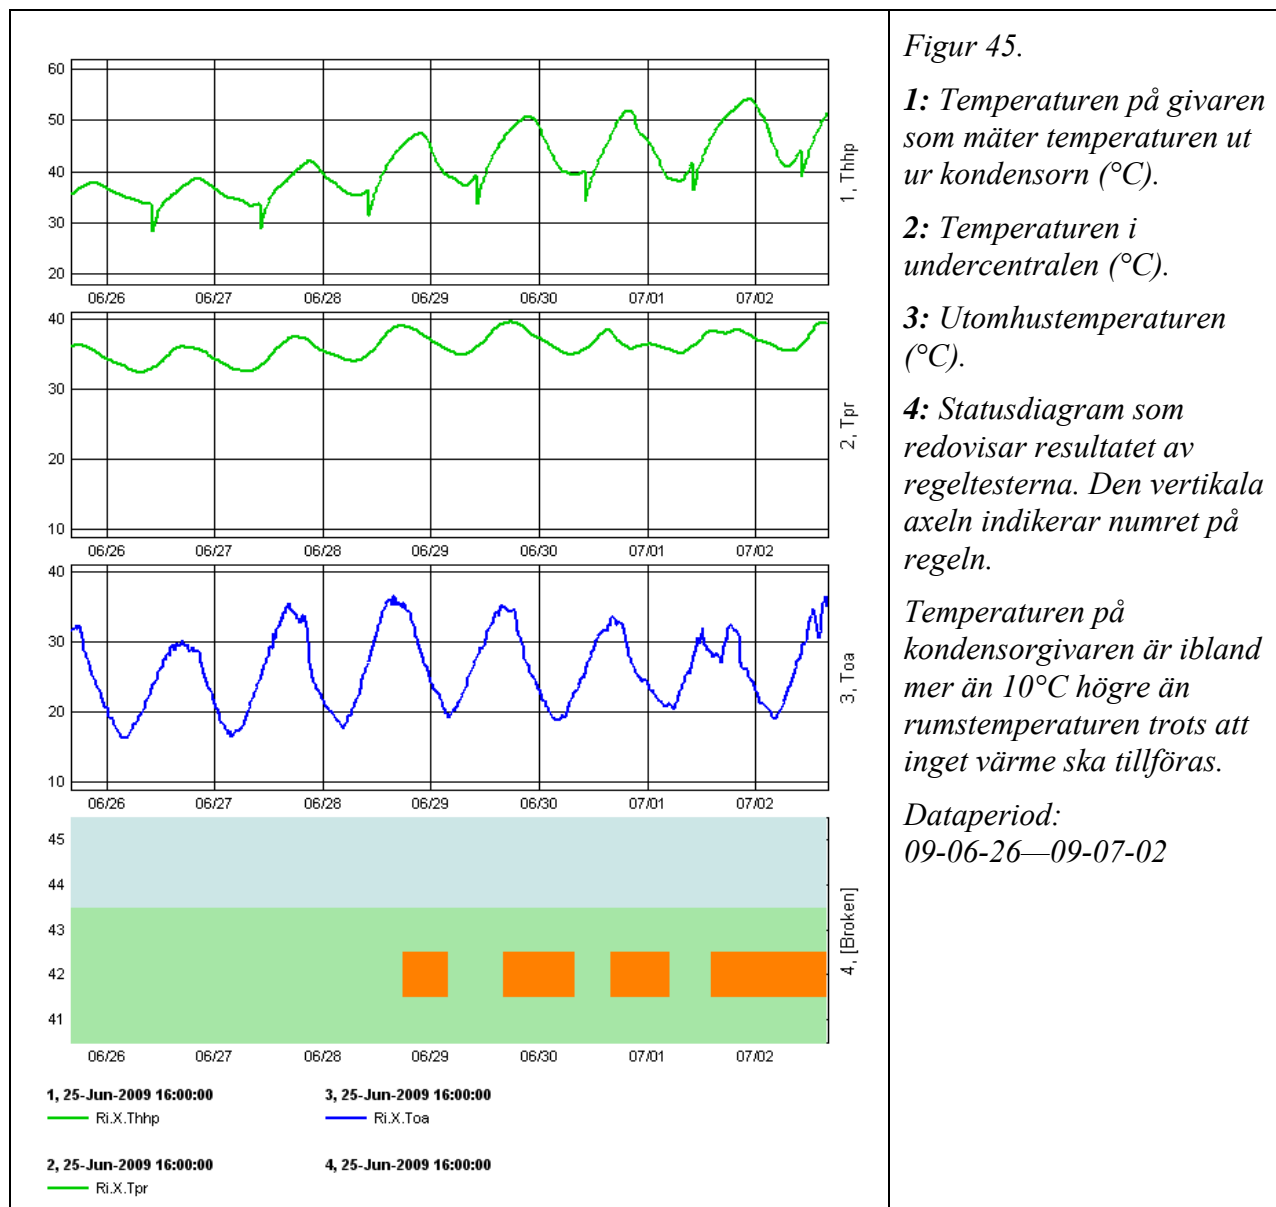 60
50
40
30
20
06/26 06/27 06/28 06/29 06/30 07/01 07/02
1, Thhp
40
30
20
10
06/26 06/27 06/28 06/29 06/30 07/01 07/02
2, Tpr
40
30
20
10
06/26 06/27 06/28 06/29 06/30 07/01 07/02
3, Toa
45
44
43
42
41
06/26 06/27 06/28 06/29 06/30 07/01 07/02
4, [Broken]
1, 25-Jun-2009 16:00:00
Ri.X.Thhp
3, 25-Jun-2009 16:00:00
Ri.X.Toa
2, 25-Jun-2009 16:00:00
Ri.X.Tpr
4, 25-Jun-2009 16:00:00
Figur 45.
1: Temperaturen på givaren
som mäter temperaturen ut
ur kondensorn (°C).
2: Temperaturen i
undercentralen (°C).
3: Utomhustemperaturen
(°C).
4: Statusdiagram som
redovisar resultatet av
regeltesterna. Den vertikala
axeln indikerar numret på
regeln.
Temperaturen på
kondensorgivaren är ibland
mer än 10°C högre än
rumstemperaturen trots att
inget värme ska tillföras.
Dataperiod:
09-06-26—09-07-02